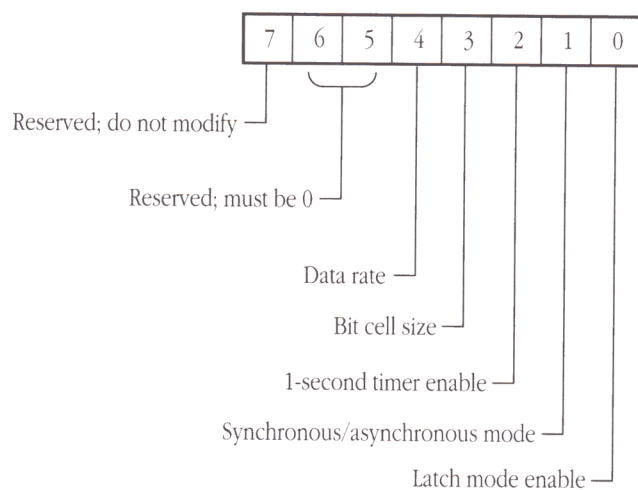 7 6 5 4 3 2 1 0
Reserved; do not modify
Reserved; must be 0
Data rate
Bit cell size
1-second timer enable
Synchronous/asynchronous mode
Latch mode enable